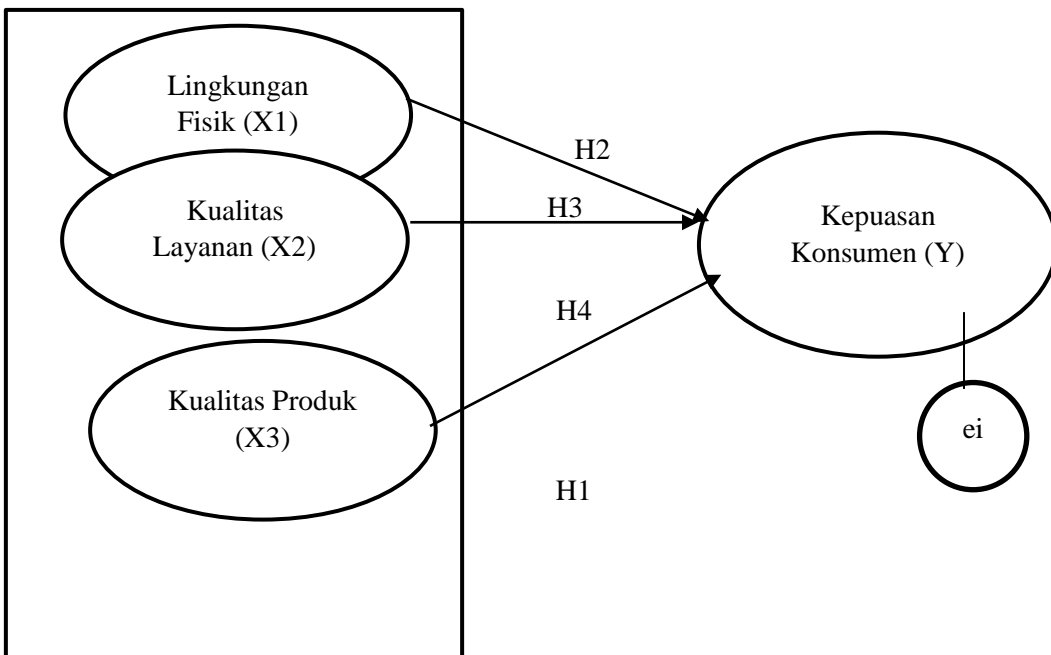 Lingkungan
Fisik (X1)
Kualitas
Layanan (X2)
Kualitas Produk
(X3)
H2
H3
H4
H1
Kepuasan
Konsumen (Y)
ei